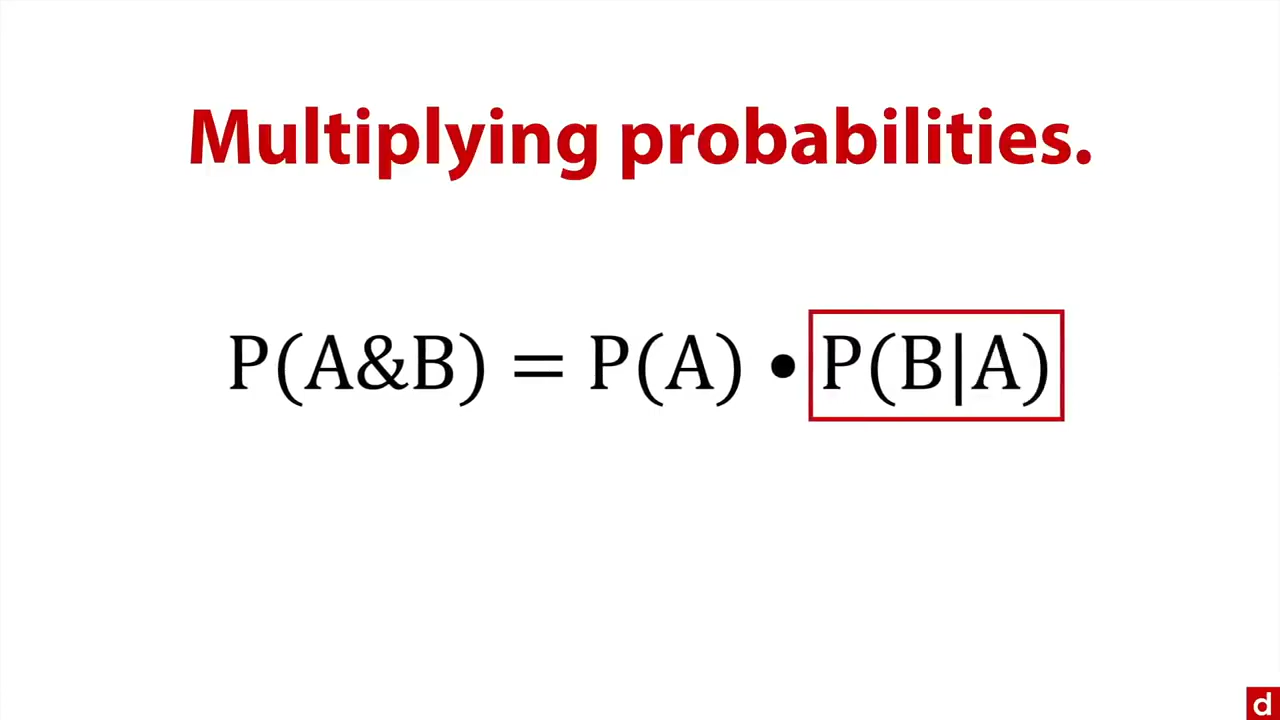 Multiplying probabilities.
P(A&B) = P(A) • P(B|A)
d